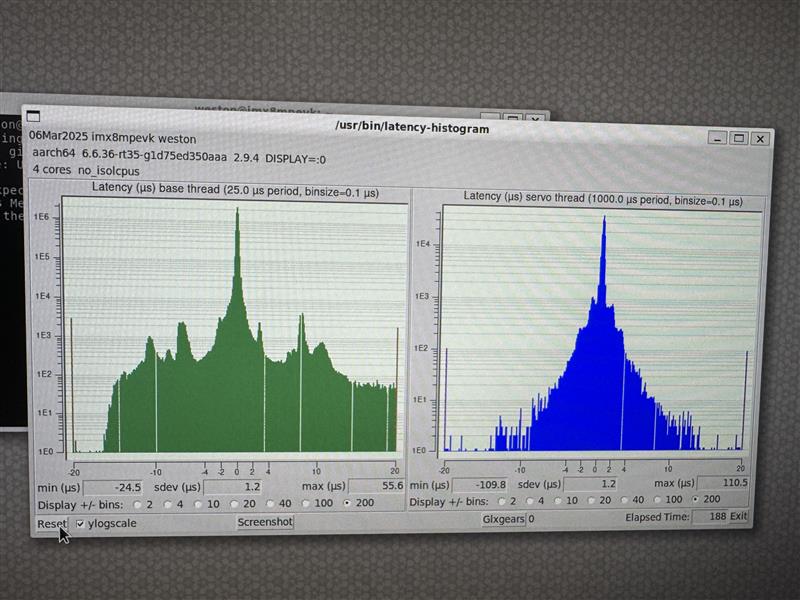 weston@imx8mpevk:
/usr/bin/latency-histogram
06Mar2025 imx8mpevk weston
aarch64 6.6.36-rt35-g1d75ed350aaa 2.9.4 DISPLAY=:0
4 cores no_isolcpus
Latency (µs) base thread (25.0 µs period, binsize=0.1 µs)
Latency (µs) servo thread (1000.0 µs period, binsize=0.1 µs)
1E6
1E5
1E4
1E3
1E2
1E1
1E0
-20 -10 -4 -2 0 2 4 10 20
1E4
1E3
1E2
1E1
1E0
-20 -10 -4 -2 0 2 4 10 20
min (µs) -24.5 sdev (µs) 1.2 max (µs) 55.6
min (µs) -109.8 sdev (µs) 1.2 max (µs) 110.5
Display +/- bins: 2 4 10 20 40 100 200
Display +/- bins: 2 4 10 20 40 100 200
Reset ylogscale Screenshot
Glxgears 0 Elapsed Time: 188 Exit